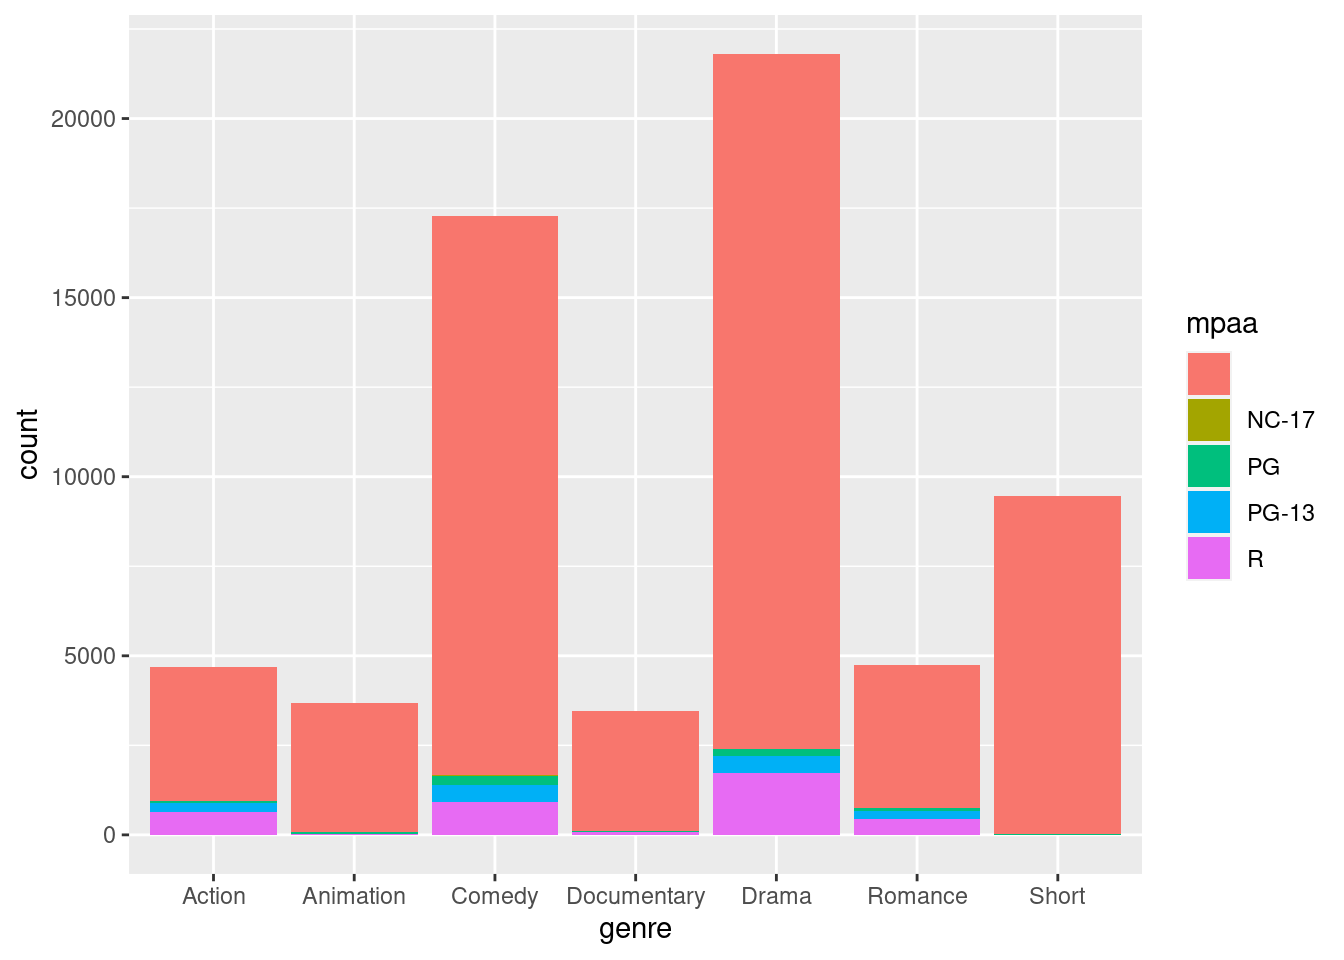 20000
15000
10000
5000
0
count
Action Animation Comedy Documentary Drama Romance Short
genre
mpaa
NC-17
PG
PG-13
R